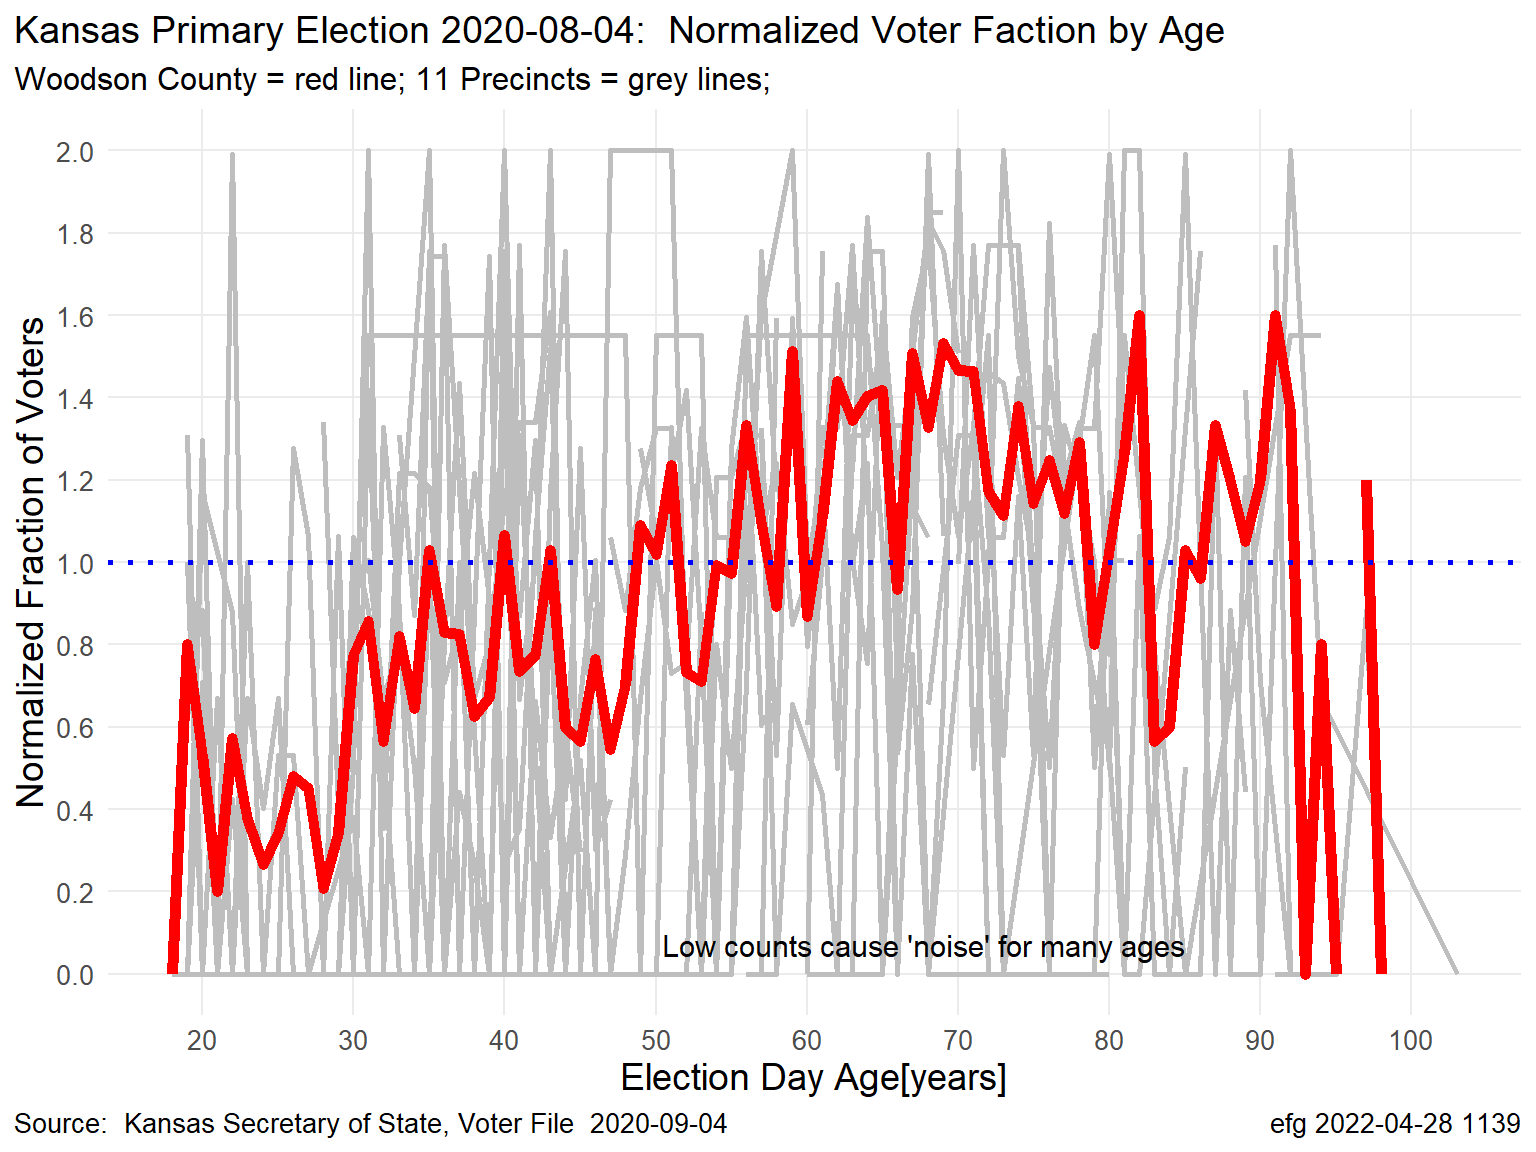 Kansas Primary Election 2020-08-04:  Normalized Voter Faction by Age
Woodson County = red line; 11 Precincts = grey lines;
Normalized Fraction of Voters
2.0
1.8
1.6
1.4
1.2
1.0
0.8
0.6
0.4
0.2
0.0
Low counts cause 'noise' for many ages
20 30 40 50 60 70 80 90 100
Election Day Age[years]
Source:  Kansas Secretary of State, Voter File  2020-09-04
efg 2022-04-28 1139